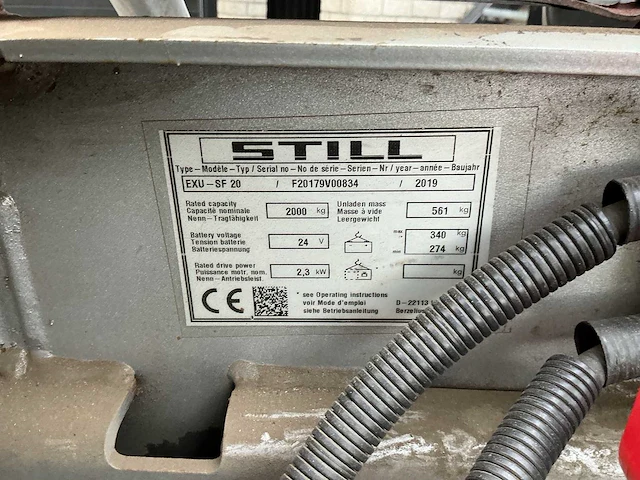 STILL
Type-Modèle-Typ / Serial no-No de série-Serien-Nr / year-année-Baujahr
EXU-SF 20 / F20179V00834 / 2019
Rated capacity
Capacité nominale 2000 kg
Nenn-Tragfähigkeit
Unladen mass
Masse à vide 561 kg
Leergewicht
Battery voltage
Tension batterie 24 V
Batteriespannung
max 340 kg
min 274 kg
Rated drive power
Puissance motr. nom. 2,3 kW
Nenn-Antriebsleist.
* kg
CE
* see Operating instructions
voir Mode d'emploi
siehe Betriebsanleitung
D-22113
Berzelius